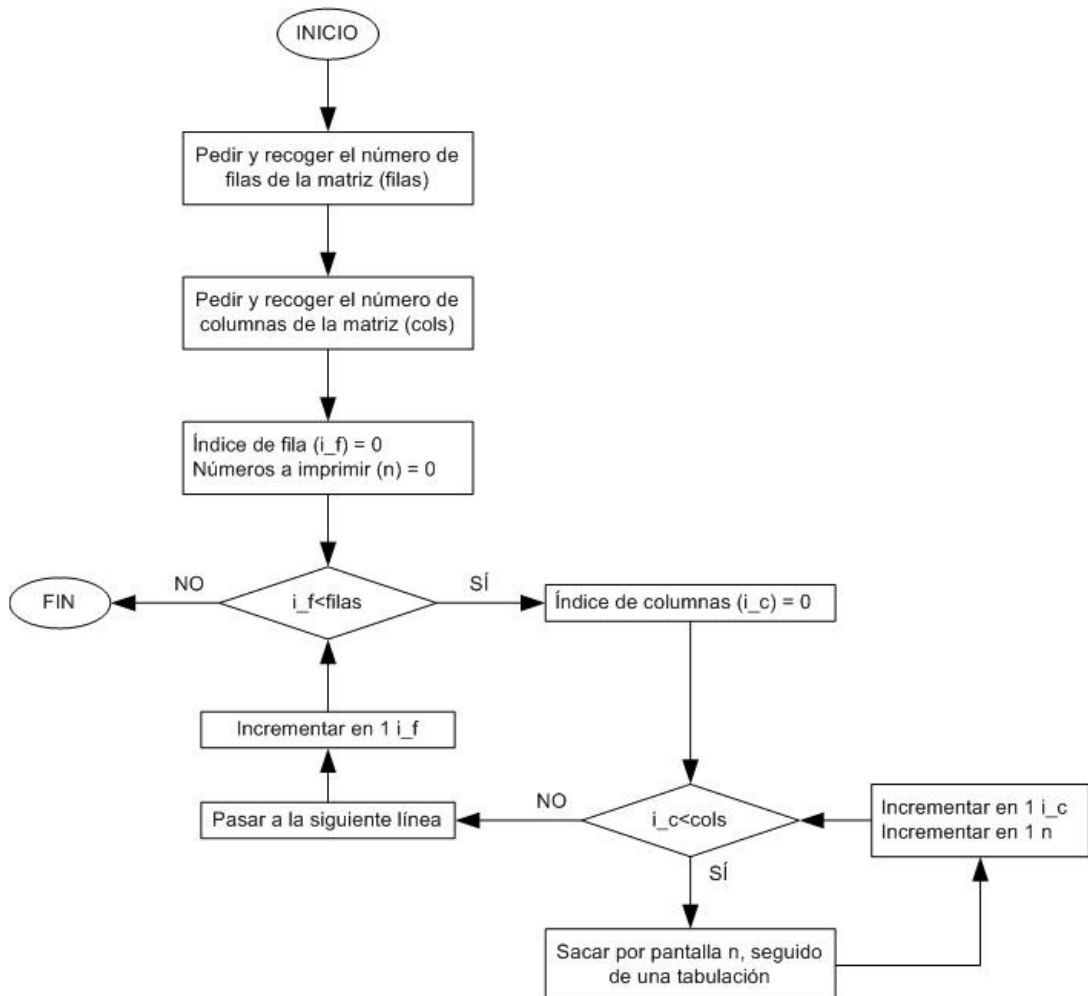 INICIO
Pedir y recoger el número de
filas de la matriz (filas)
Pedir y recoger el número de
columnas de la matriz (cols)
Índice de fila (i_f) = 0
Números a imprimir (n) = 0
NO
SÍ
FIN
i_f<filas
Índice de columnas (i_c) = 0
Incrementar en 1 i_f
NO
Pasar a la siguiente línea
i_c<cols
Incrementar en 1 i_c
Incrementar en 1 n
SÍ
Sacar por pantalla n, seguido
de una tabulación